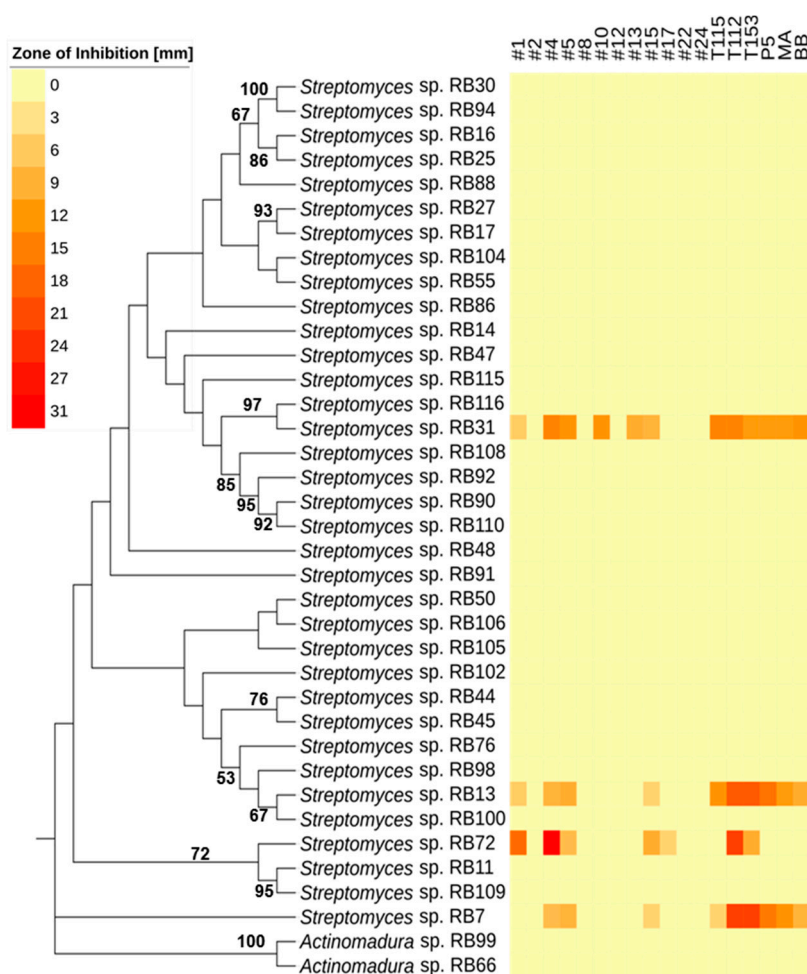 #1 #2 #4 #5 #8 #10 #12 #13 #15 #17 #22 #24 T115 T112 T153 P5 MA BB
Zone of Inhibition [mm]
0
3
6
9
12
15
18
21
24
27
31
100 Streptomyces sp. RB30
67 Streptomyces sp. RB94
Streptomyces sp. RB16
86 Streptomyces sp. RB25
Streptomyces sp. RB88
93 Streptomyces sp. RB27
Streptomyces sp. RB17
Streptomyces sp. RB104
Streptomyces sp. RB55
Streptomyces sp. RB86
Streptomyces sp. RB14
Streptomyces sp. RB47
Streptomyces sp. RB115
97 Streptomyces sp. RB116
Streptomyces sp. RB31
Streptomyces sp. RB108
85 Streptomyces sp. RB92
95 Streptomyces sp. RB90
92 Streptomyces sp. RB110
Streptomyces sp. RB48
Streptomyces sp. RB91
Streptomyces sp. RB50
Streptomyces sp. RB106
Streptomyces sp. RB105
Streptomyces sp. RB102
76 Streptomyces sp. RB44
Streptomyces sp. RB45
Streptomyces sp. RB76
53 Streptomyces sp. RB98
Streptomyces sp. RB13
67 Streptomyces sp. RB100
72 Streptomyces sp. RB72
Streptomyces sp. RB11
95 Streptomyces sp. RB109
Streptomyces sp. RB7
100 Actinomadura sp. RB99
Actinomadura sp. RB66